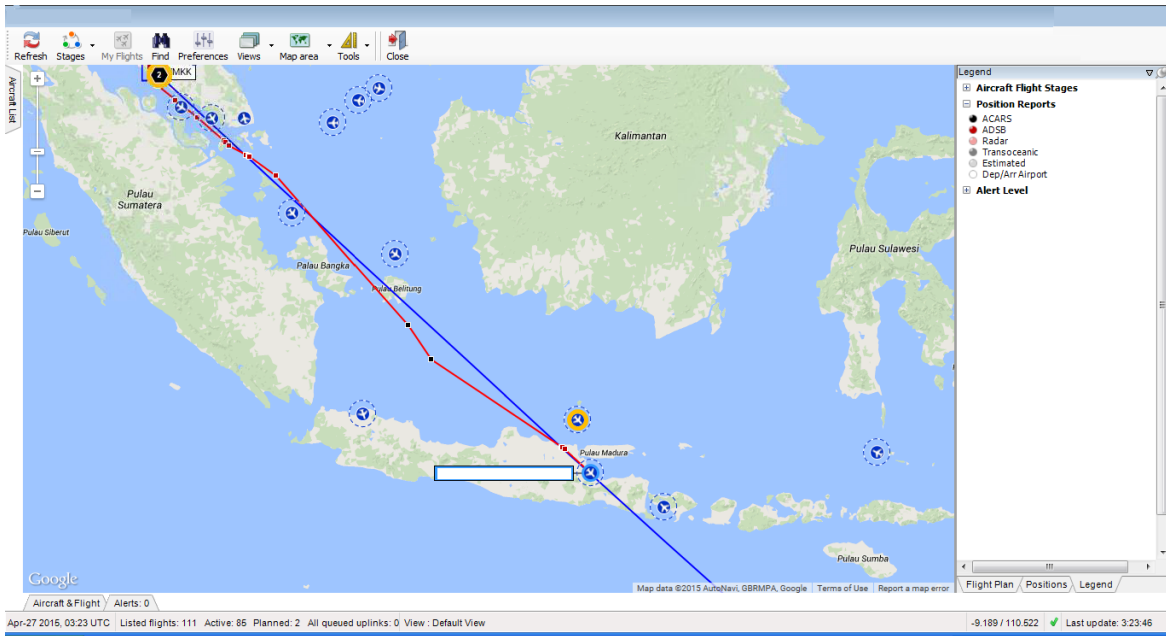 Refresh Stages My Flights Find Preferences Views Map area Tools Close
Aircraft List
2
MKK
Kalimantan
Pulau
Sumatera
Pulau Siberut
Palau Bangka
Pulau Belitung
Pulau Sulawesi
Pulau Madura
Pulau Sumba
Google
Map data ©2015 AutoNavi, GBRMPA, Google Terms of Use Report a map error
Legend
Aircraft Flight Stages
Position Reports
ACARS
ADSB
Radar
Transoceanic
Estimated
Dep/Arr Airport
Alert Level
Flight Plan Positions Legend
Aircraft & Flight Alerts: 0
Apr-27 2015, 03:23 UTC Listed flights: 111 Active: 85 Planned: 2 All queued uplinks: 0 View : Default View -9.189 / 110.522 Last update: 3:23:46